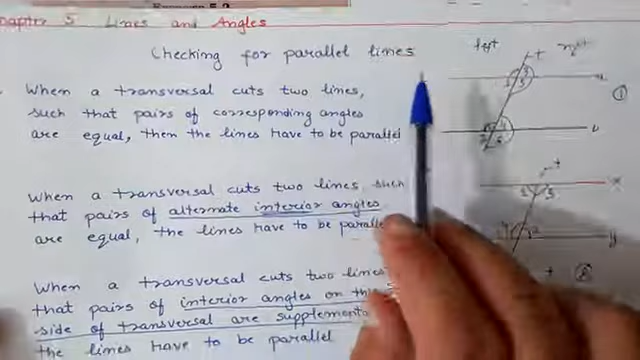 Chapter 5 Lines and Angles
Checking for parallel lines
left
t
When a transversal cuts two lines,
such that pairs of corresponding angles
are equal, then the lines have to be parallel
When a transversal cuts two lines such
that pairs of alternate interior angles
are equal, the lines have to be parallel
x
y
When a transversal cuts two lines
that pairs of interior angles on the
side of transversal are supplementa
the lines have to be parallel